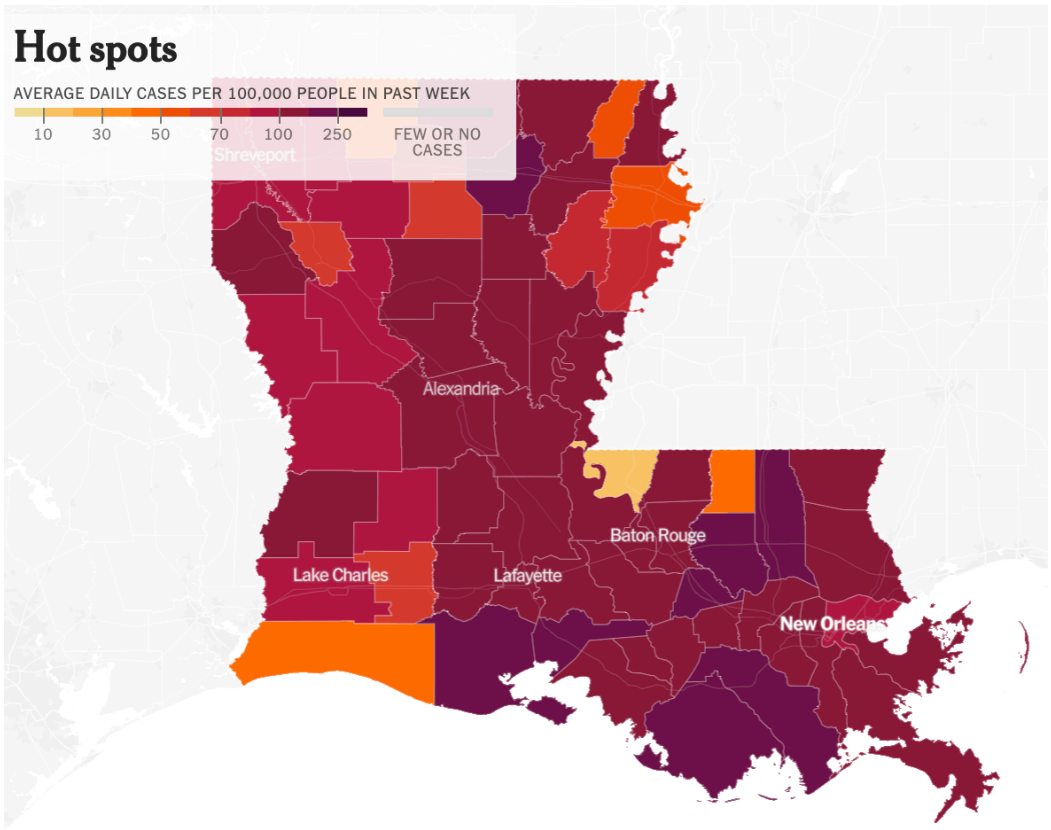 Hot spots
AVERAGE DAILY CASES PER 100,000 PEOPLE IN PAST WEEK
10 30 50 70 100 250 FEW OR NO
CASES
Shreveport
Alexandria
Baton Rouge
Lake Charles Lafayette
New Orleans